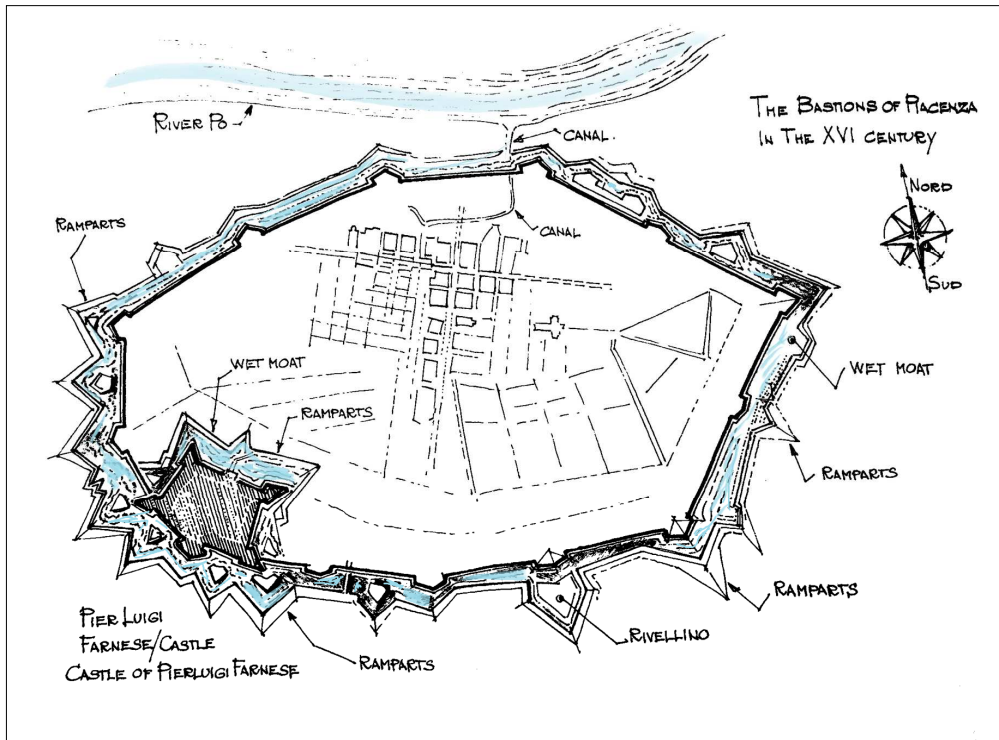 THE BASTIONS OF PIACENZA
IN THE XVI CENTURY
RIVER PO
CANAL.
NORD
SUD
RAMPARTS
CANAL
WET MOAT
RAMPARTS
WET MOAT
RAMPARTS
RAMPARTS
RIVELLINO
RAMPARTS
PIER LUIGI
FARNESE/CASTLE
CASTLE OF PIERLUIGI FARNESE